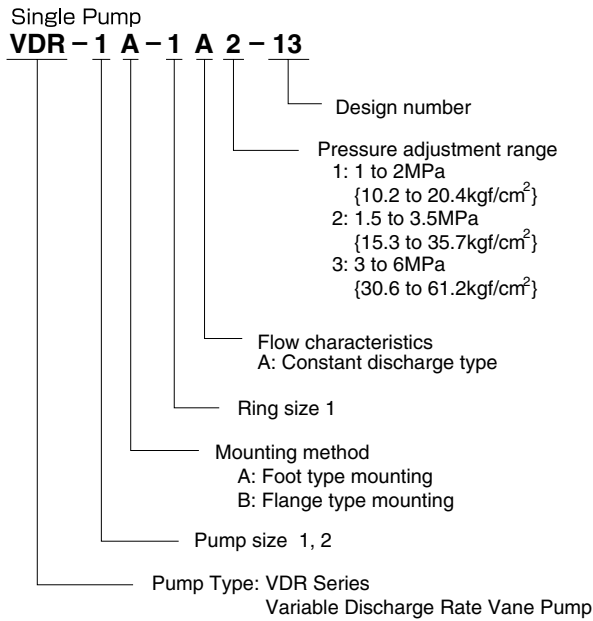 Single Pump
VDR – 1 A – 1 A 2 – 13
Design number
Pressure adjustment range
1: 1 to 2MPa
{10.2 to 20.4kgf/cm²}
2: 1.5 to 3.5MPa
{15.3 to 35.7kgf/cm²}
3: 3 to 6MPa
{30.6 to 61.2kgf/cm²}
Flow characteristics
A: Constant discharge type
Ring size 1
Mounting method
A: Foot type mounting
B: Flange type mounting
Pump size 1, 2
Pump Type: VDR Series
Variable Discharge Rate Vane Pump